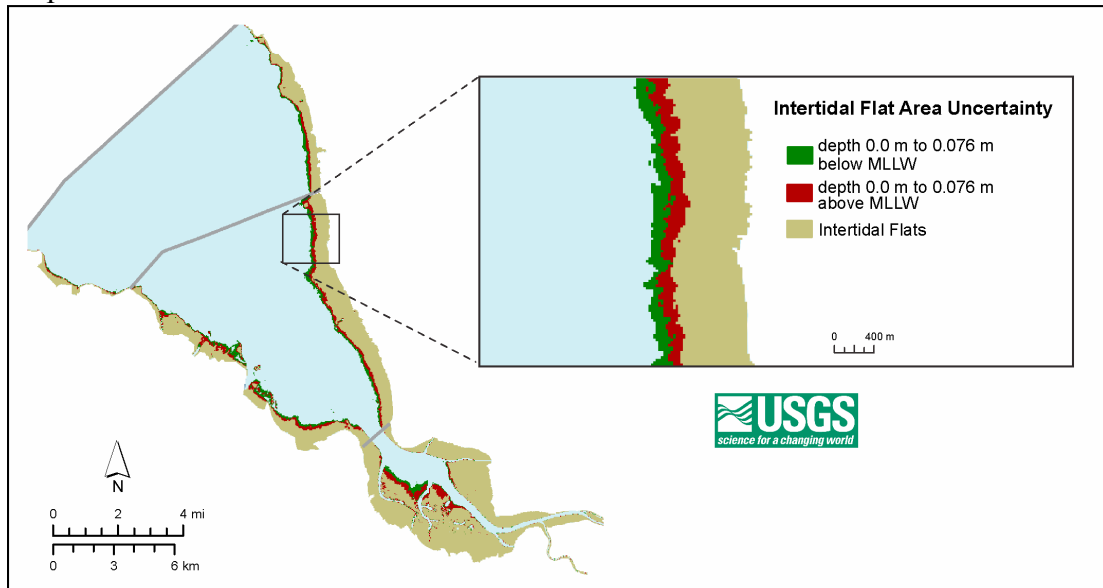 Intertidal Flat Area Uncertainty
depth 0.0 m to 0.076 m
below MLLW
depth 0.0 m to 0.076 m
above MLLW
Intertidal Flats
0 400 m
USGS
science for a changing world
N
0 2 4 mi
0 3 6 km